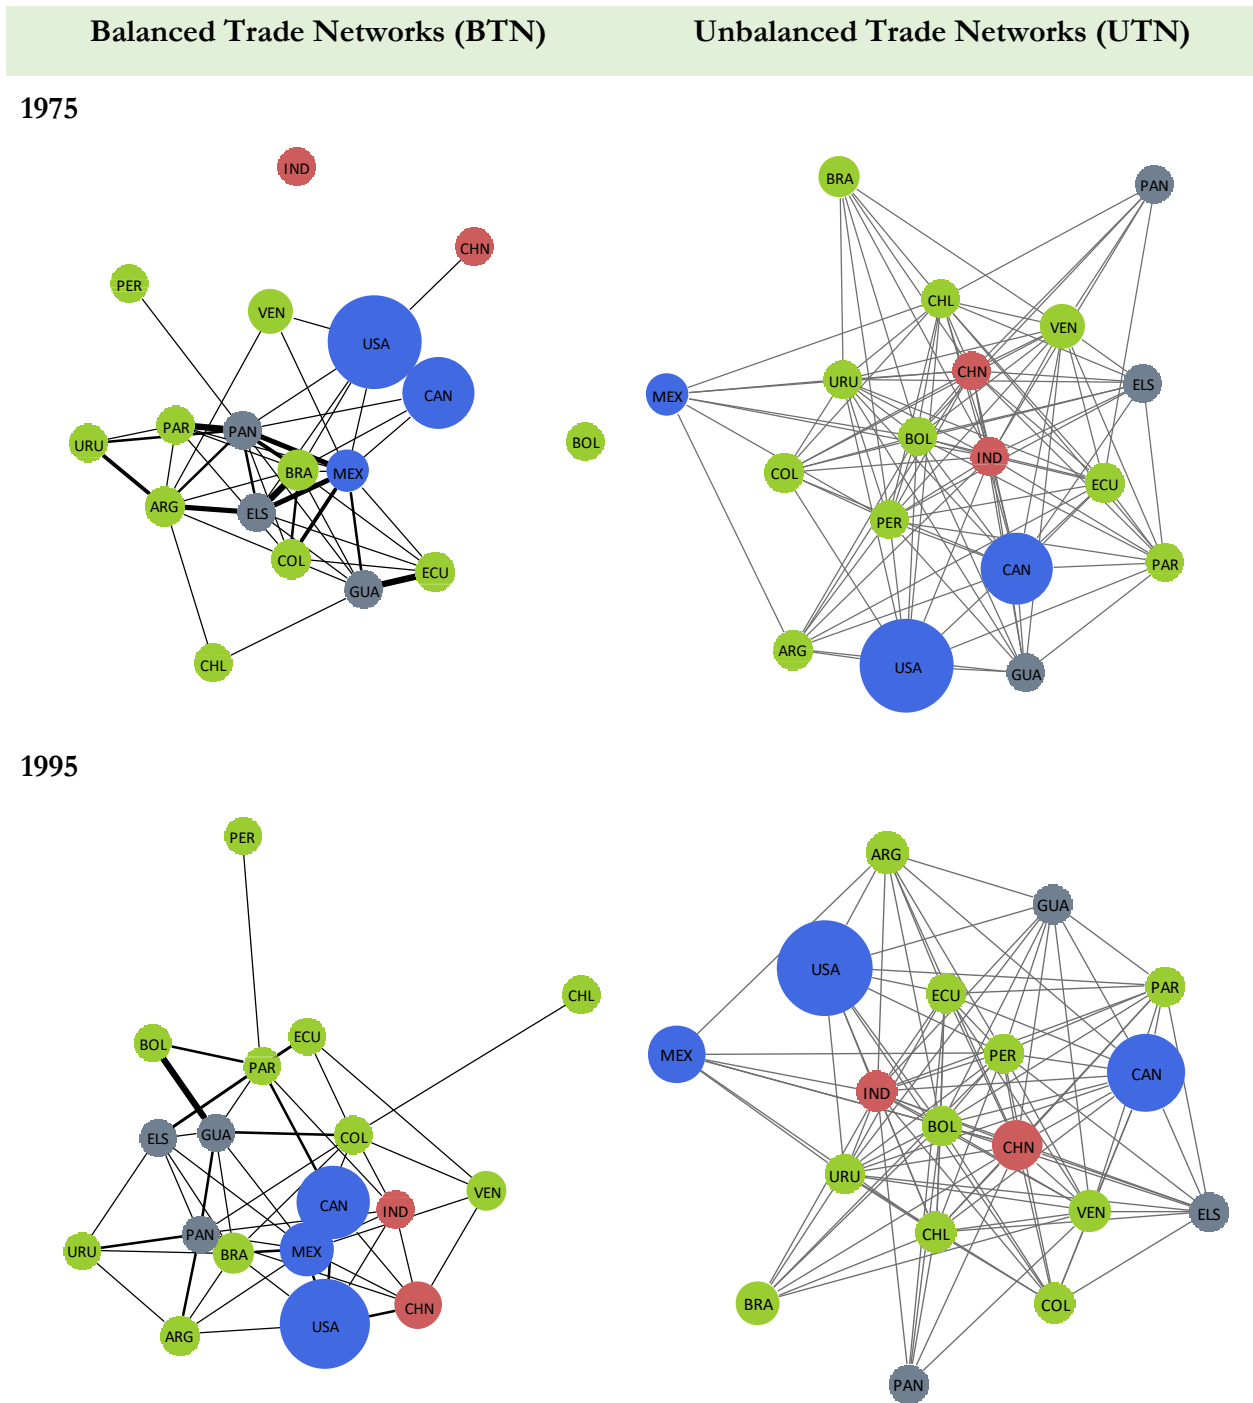 Balanced Trade Networks (BTN) Unbalanced Trade Networks (UTN)
1975
IND
CHN
PER
VEN
USA
CAN
PAR
PAN
URU
BOL
BRA
MEX
ARG
ELS
COL
ECU
GUA
CHL
BRA
PAN
CHL
VEN
CHN
URU
ELS
MEX
BOL
IND
COL
ECU
PER
CAN
PAR
ARG
USA
GUA
1995
PER
CHL
ECU
BOL
PAR
ELS
GUA
COL
VEN
CAN
IND
PAN
URU
BRA
MEX
CHN
USA
ARG
ARG
GUA
USA
ECU
PAR
MEX
PER
CAN
IND
BOL
CHN
URU
VEN
ELS
CHL
BRA
COL
PAN